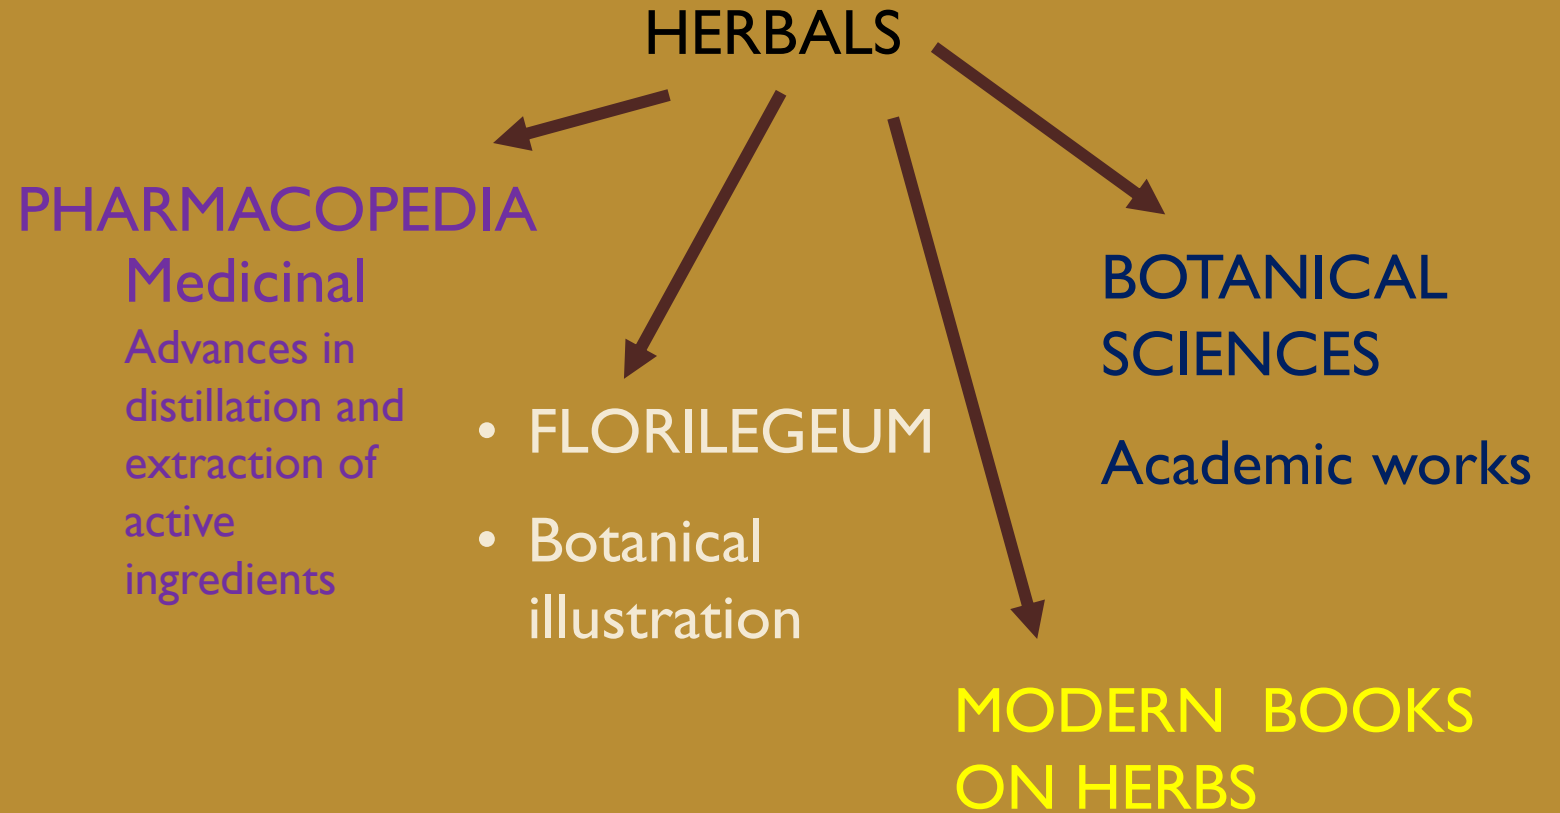 HERBALS
PHARMACOPEDIA
Medicinal
Advances in
distillation and
extraction of
active
ingredients
• FLORILEGEUM
• Botanical
illustration
BOTANICAL
SCIENCES
Academic works
MODERN BOOKS
ON HERBS